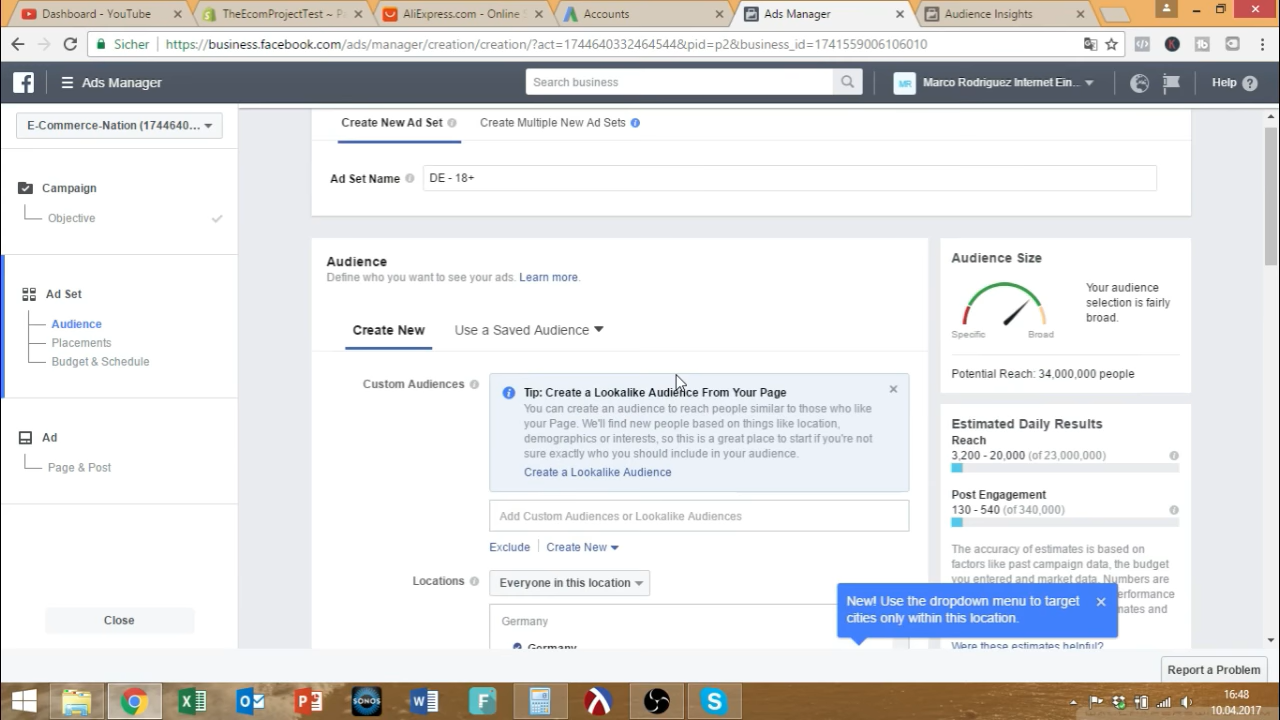 Dashboard - YouTube
TheEcomProjectTest ~ P
AliExpress.com - Online S
Accounts
Ads Manager
Audience Insights
Sicher
https://business.facebook.com/ads/manager/creation/creation/?act=1744640332464544&pid=p2&business_id=1741559006106010
Ads Manager
Search business
MR
Marco Rodriguez Internet Ein...
Help
E-Commerce-Nation (1744640...
Campaign
Objective
Ad Set
Audience
Placements
Budget & Schedule
Ad
Page & Post
Close
Create New Ad Set
Create Multiple New Ad Sets
Ad Set Name
DE - 18+
Audience
Define who you want to see your ads. Learn more.
Create New
Use a Saved Audience
Custom Audiences
Tip: Create a Lookalike Audience From Your Page
You can create an audience to reach people similar to those who like
your Page. We'll find new people based on things like location,
demographics or interests, so this is a great place to start if you're not
sure exactly who you should include in your audience.
Create a Lookalike Audience
Add Custom Audiences or Lookalike Audiences
Exclude
Create New
Locations
Everyone in this location
Germany
Germany
Audience Size
Specific
Broad
Your audience
selection is fairly
broad.
Potential Reach: 34,000,000 people
Estimated Daily Results
Reach
3,200 - 20,000 (of 23,000,000)
Post Engagement
130 - 540 (of 340,000)
The accuracy of estimates is based on
factors like past campaign data, the budget
you entered and market data. Numbers are
New! Use the dropdown menu to target
cities only within this location.
Were these estimates helpful?
Report a Problem
SONOS
16:48
10.04.2017